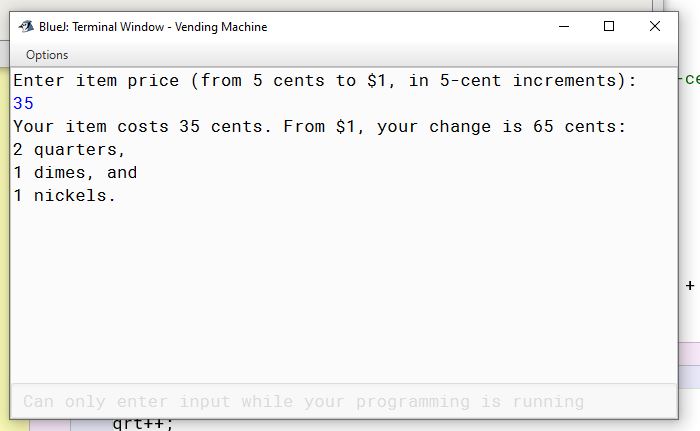 BlueJ: Terminal Window - Vending Machine
Options
Enter item price (from 5 cents to $1, in 5-cent increments):
35
Your item costs 35 cents. From $1, your change is 65 cents:
2 quarters,
1 dimes, and
1 nickels.
Can only enter input while your programming is running
-ce
+
qrt++;